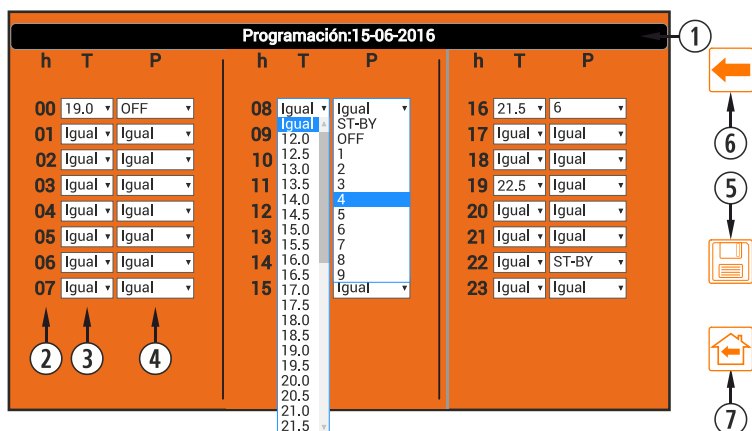 Programación:15-06-2016
1
h T P
h T P
h T P
00 19.0 OFF
01 Igual Igual
02 Igual Igual
03 Igual Igual
04 Igual Igual
05 Igual Igual
06 Igual Igual
07 Igual Igual
2 3 4
08 Igual Igual
09
10
11
12
13
14
15 Igual
Igual
12.0
12.5
13.0
13.5
14.0
14.5
15.0
15.5
16.0
16.5
17.0
17.5
18.0
18.5
19.0
19.5
20.0
20.5
21.0
21.5
ST-BY
OFF
1
2
3
4
5
6
7
8
9
16 21.5 6
17 Igual Igual
18 Igual Igual
19 22.5 Igual
20 Igual Igual
21 Igual Igual
22 Igual ST-BY
23 Igual Igual
6
5
7